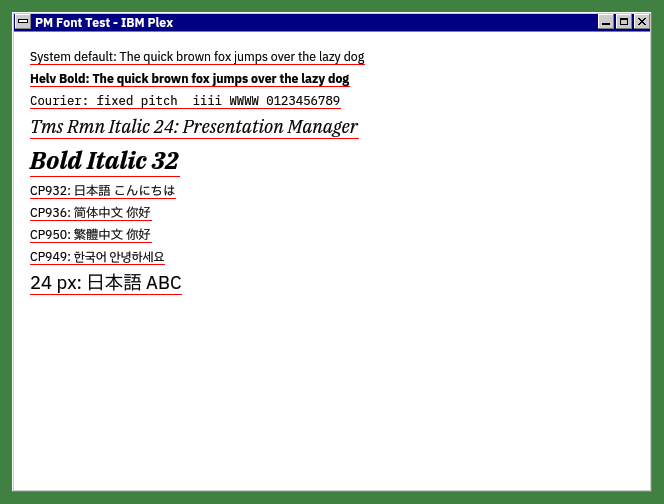 PM Font Test - IBM Plex
System default: The quick brown fox jumps over the lazy dog
Helv Bold: The quick brown fox jumps over the lazy dog
Courier: fixed pitch  iiii WWWW 0123456789
Tms Rmn Italic 24: Presentation Manager
Bold Italic 32
CP932: 日本語 こんにちは
CP936: 简体中文 你好
CP950: 繁體中文 你好
CP949: 한국어 안녕하세요
24 px: 日本語 ABC